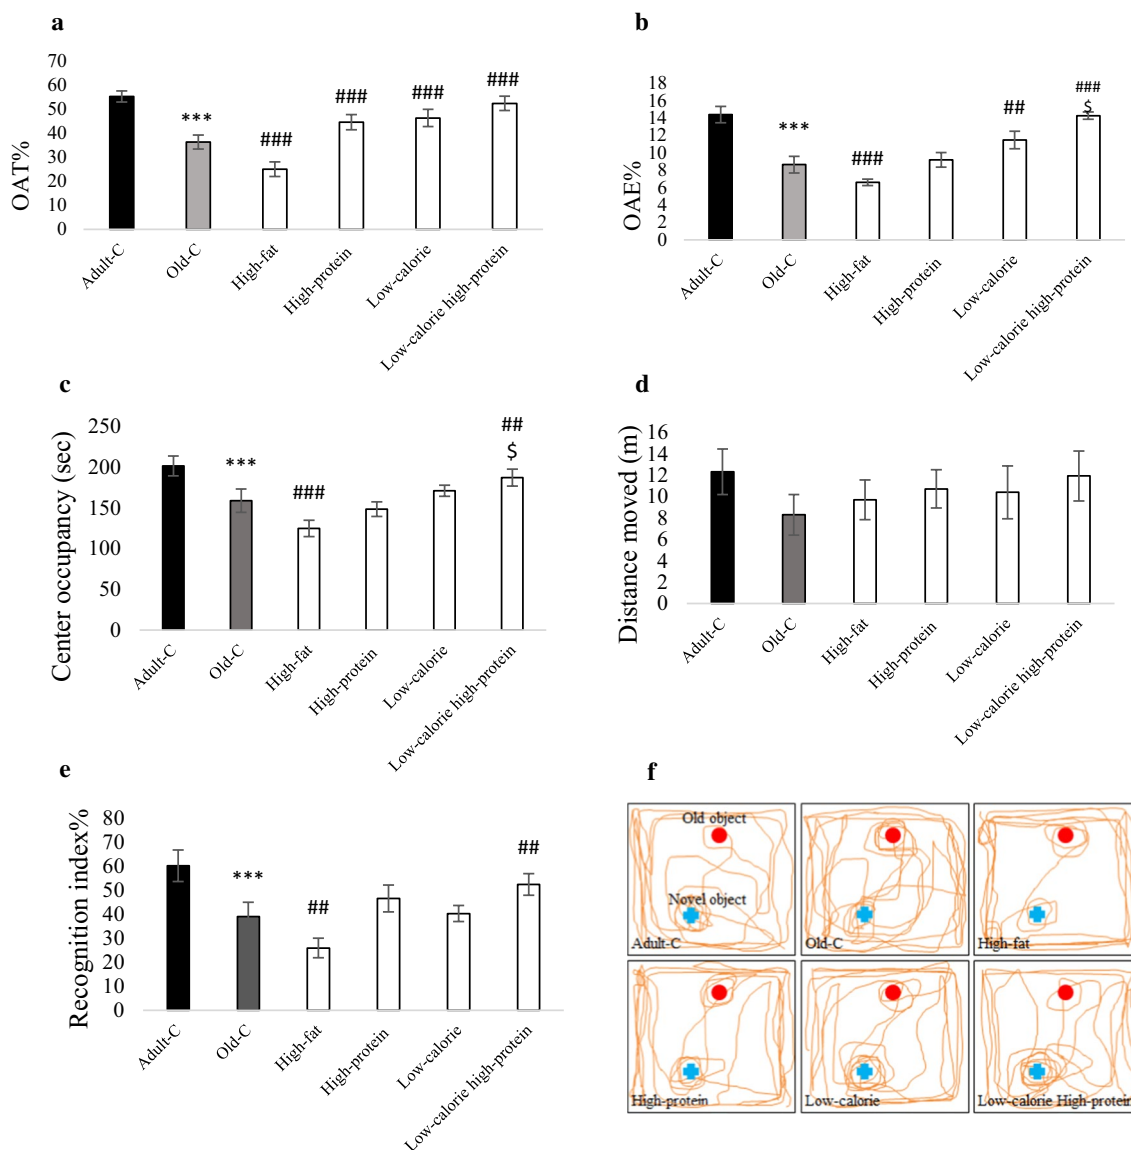 a
OAT%
70
60
50
40
30
20
10
0
***
###
###
###
###
Adult-C
Old-C
High-fat
High-protein
Low-calorie
Low-calorie high-protein
b
OAE%
18
16
14
12
10
8
6
4
2
0
***
###
##
###
$
Adult-C
Old-C
High-fat
High-protein
Low-calorie
Low-calorie high-protein
c
Center occupancy (sec)
250
200
150
100
50
0
***
###
##
$
Adult-C
Old-C
High-fat
High-protein
Low-calorie
Low-calorie high-protein
d
Distance moved (m)
16
14
12
10
8
6
4
2
0
Adult-C
Old-C
High-fat
High-protein
Low-calorie
Low-calorie high-protein
e
Recognition index%
80
70
60
50
40
30
20
10
0
***
##
##
Adult-C
Old-C
High-fat
High-protein
Low-calorie
Low-calorie high-protein
f
Old object
Novel object
Adult-C
Old-C
High-fat
High-protein
Low-calorie
Low-calorie High-protein